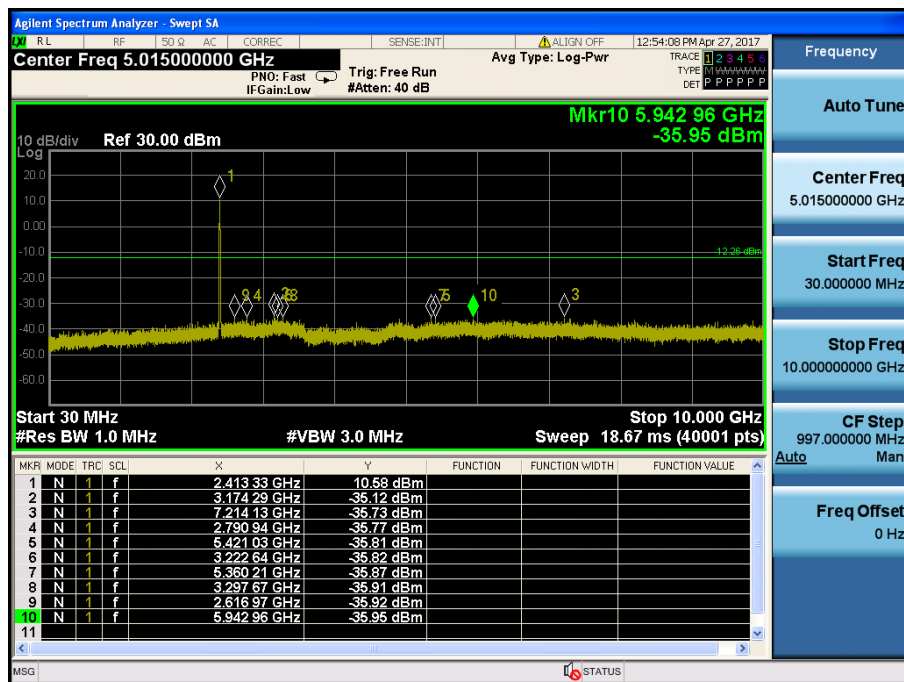 Agilent Spectrum Analyzer - Swept SA
LXI RL RF 50 Ω AC CORREC SENSE:INT ALIGN OFF 12:54:08 PM Apr 27, 2017
Center Freq 5.015000000 GHz
PNO: Fast
IFGain:Low
Trig: Free Run
#Atten: 40 dB
Avg Type: Log-Pwr
TRACE 1 2 3 4 5 6
TYPE M W W W W W
DET P P P P P P
Mkr10 5.942 96 GHz
-35.95 dBm
10 dB/div
Log
Ref 30.00 dBm
20.0
10.0
0.00
-10.0
-20.0
-30.0
-40.0
-50.0
-60.0
-12.26 dBm
1
9 4 2 6 8 7 5 10 3
Start 30 MHz
Stop 10.000 GHz
#Res BW 1.0 MHz
#VBW 3.0 MHz
Sweep 18.67 ms (40001 pts)
MKR MODE TRC SCL X Y FUNCTION FUNCTION WIDTH FUNCTION VALUE
1 N 1 f 2.413 33 GHz 10.58 dBm
2 N 1 f 3.174 29 GHz -35.12 dBm
3 N 1 f 7.214 13 GHz -35.73 dBm
4 N 1 f 2.790 94 GHz -35.77 dBm
5 N 1 f 5.421 03 GHz -35.81 dBm
6 N 1 f 3.222 64 GHz -35.82 dBm
7 N 1 f 5.360 21 GHz -35.87 dBm
8 N 1 f 3.297 67 GHz -35.91 dBm
9 N 1 f 2.616 97 GHz -35.92 dBm
10 N 1 f 5.942 96 GHz -35.95 dBm
11
MSG
STATUS
Frequency
Auto Tune
Center Freq
5.015000000 GHz
Start Freq
30.000000 MHz
Stop Freq
10.000000000 GHz
CF Step
997.000000 MHz
Auto Man
Freq Offset
0 Hz